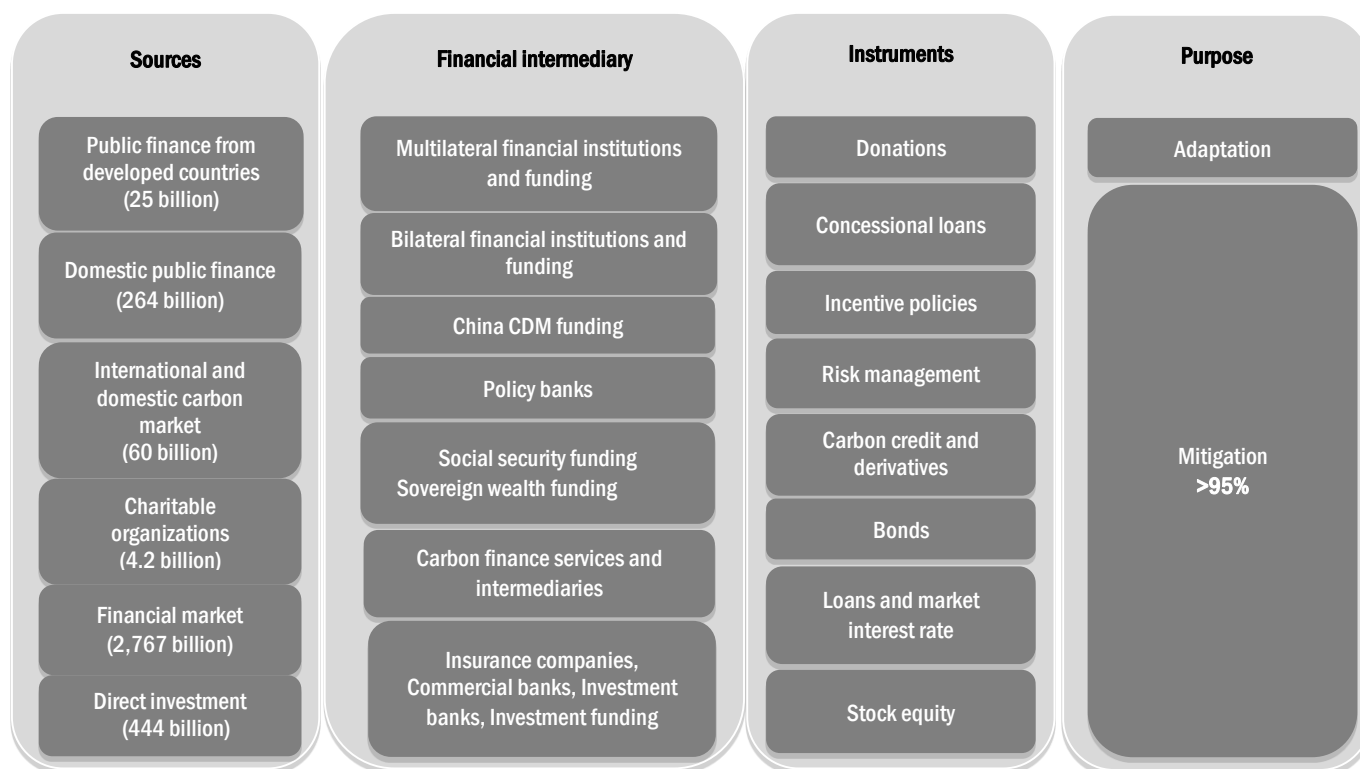 Sources
Public finance from
developed countries
(25 billion)
Domestic public finance
(264 billion)
International and
domestic carbon
market
(60 billion)
Charitable
organizations
(4.2 billion)
Financial market
(2,767 billion)
Direct investment
(444 billion)
Financial intermediary
Multilateral financial institutions
and funding
Bilateral financial institutions and
funding
China CDM funding
Policy banks
Social security funding
Sovereign wealth funding
Carbon finance services and
intermediaries
Insurance companies,
Commercial banks, Investment
banks, Investment funding
Instruments
Donations
Concessional loans
Incentive policies
Risk management
Carbon credit and
derivatives
Bonds
Loans and market
interest rate
Stock equity
Purpose
Adaptation
Mitigation
>95%